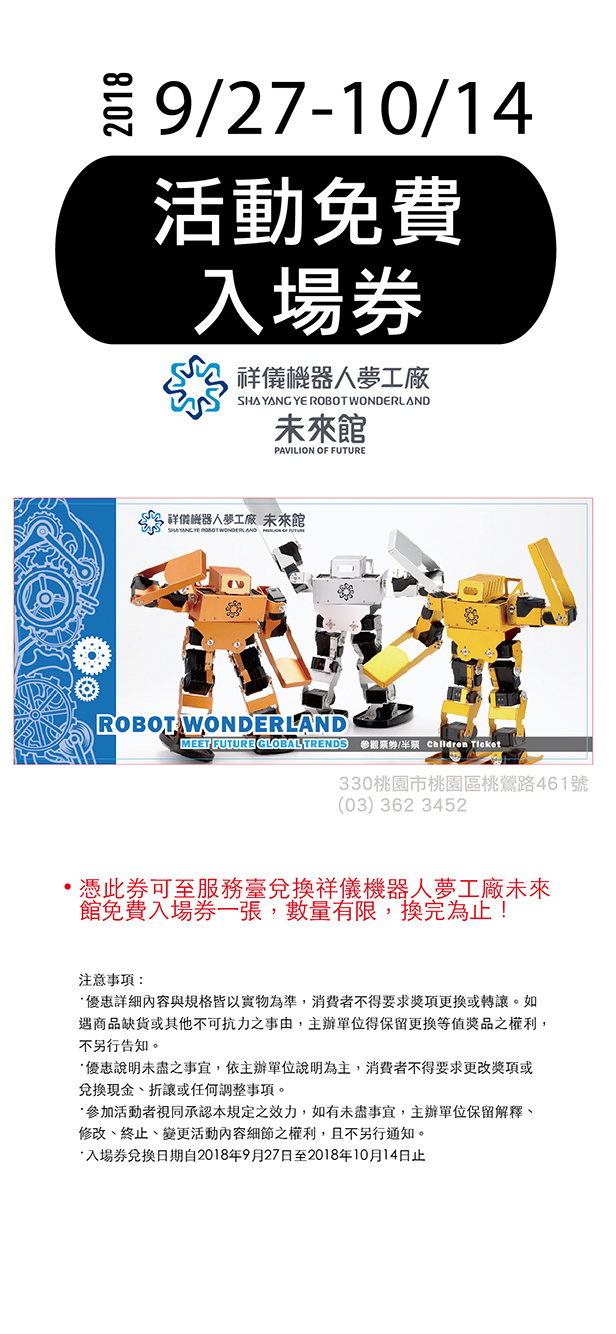 2018 9/27-10/14
活動免費
入場券
祥儀機器人夢工廠
SHAYANG YE ROBOT WONDERLAND
未來館
PAVILION OF FUTURE
祥儀機器人夢工廠 未來館
SHAYANG YE ROBOT WONDERLAND PAVILION OF FUTURE
ROBOT WONDERLAND
MEET FUTURE GLOBAL TRENDS 參觀票券/半票 Children Ticket
330桃園市桃園區桃鶯路461號
(03) 362 3452
• 憑此券可至服務臺兌換祥儀機器人夢工廠未來
館免費入場券一張，數量有限，換完為止！
注意事項：
˙優惠詳細內容與規格皆以實物為準，消費者不得要求獎項更換或轉讓。如
遇商品缺貨或其他不可抗力之事由，主辦單位得保留更換等值獎品之權利，
不另行告知。
˙優惠說明未盡之事宜，依主辦單位說明為主，消費者不得要求更改獎項或
兌換現金、折讓或任何調整事項。
˙參加活動者視同承認本規定之效力，如有未盡事宜，主辦單位保留解釋、
修改、終止、變更活動內容細節之權利，且不另行通知。
˙入場券兌換日期自2018年9月27日至2018年10月14日止